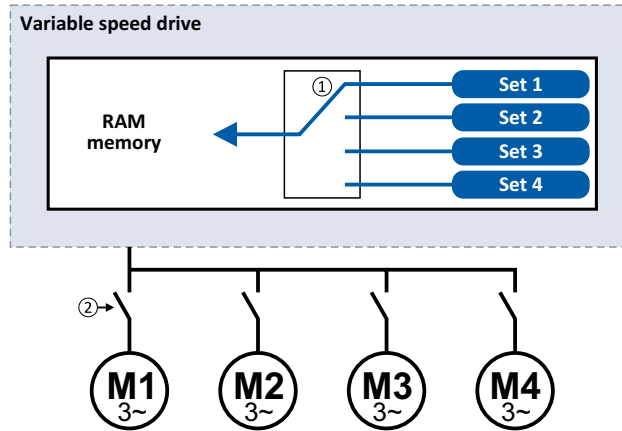 Variable speed drive
RAM
memory
①
Set 1
Set 2
Set 3
Set 4
②
M1
3~
M2
3~
M3
3~
M4
3~